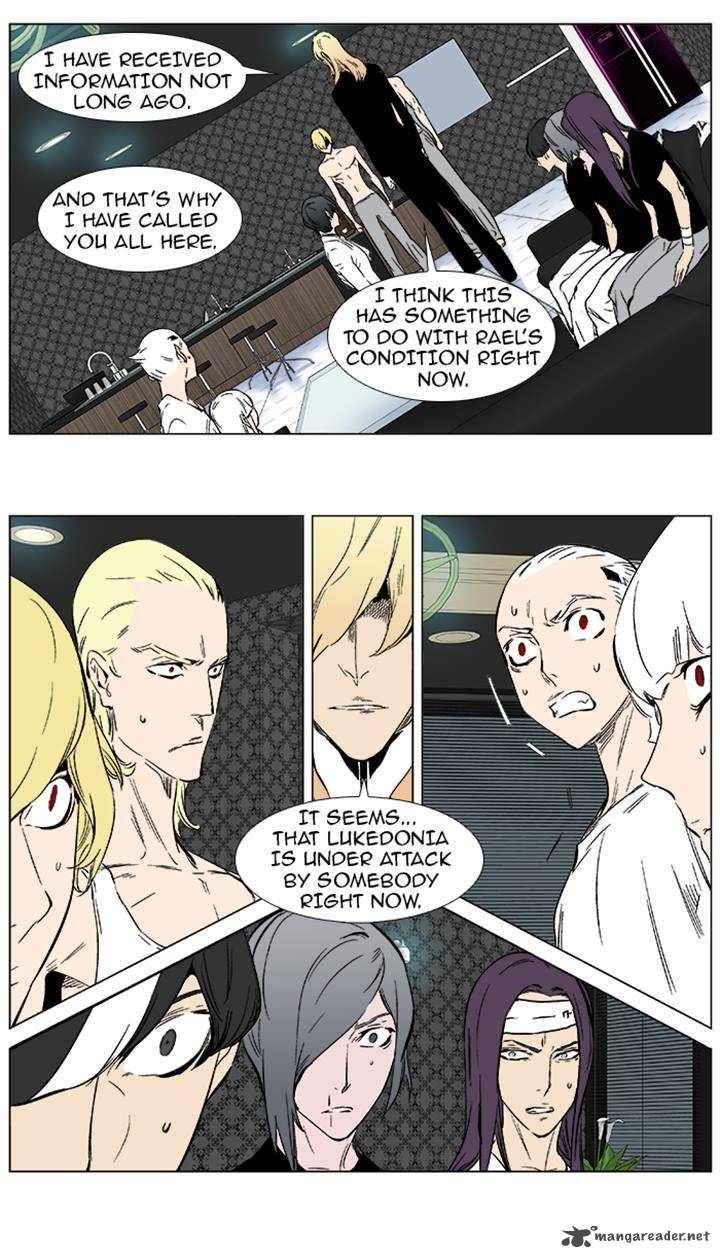 I HAVE RECEIVED
INFORMATION NOT
LONG AGO.
AND THAT'S WHY
I HAVE CALLED
YOU ALL HERE.
I THINK THIS
HAS SOMETHING
TO DO WITH RAEL'S
CONDITION RIGHT
NOW.
IT SEEMS...
THAT LUKEDONIA
IS UNDER ATTACK
BY SOMEBODY
RIGHT NOW.
mangareader.net